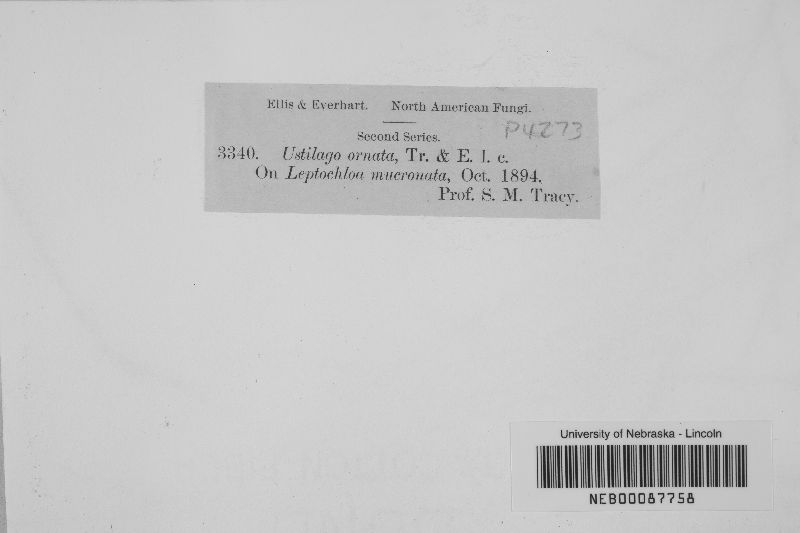 Ellis & Everhart. North American Fungi.
Second Series.
P4273
3340. Ustilago ornata, Tr. & E. l. c.
On Leptochloa mucronata, Oct. 1894.
Prof. S. M. Tracy.
University of Nebraska - Lincoln
NEB00087758